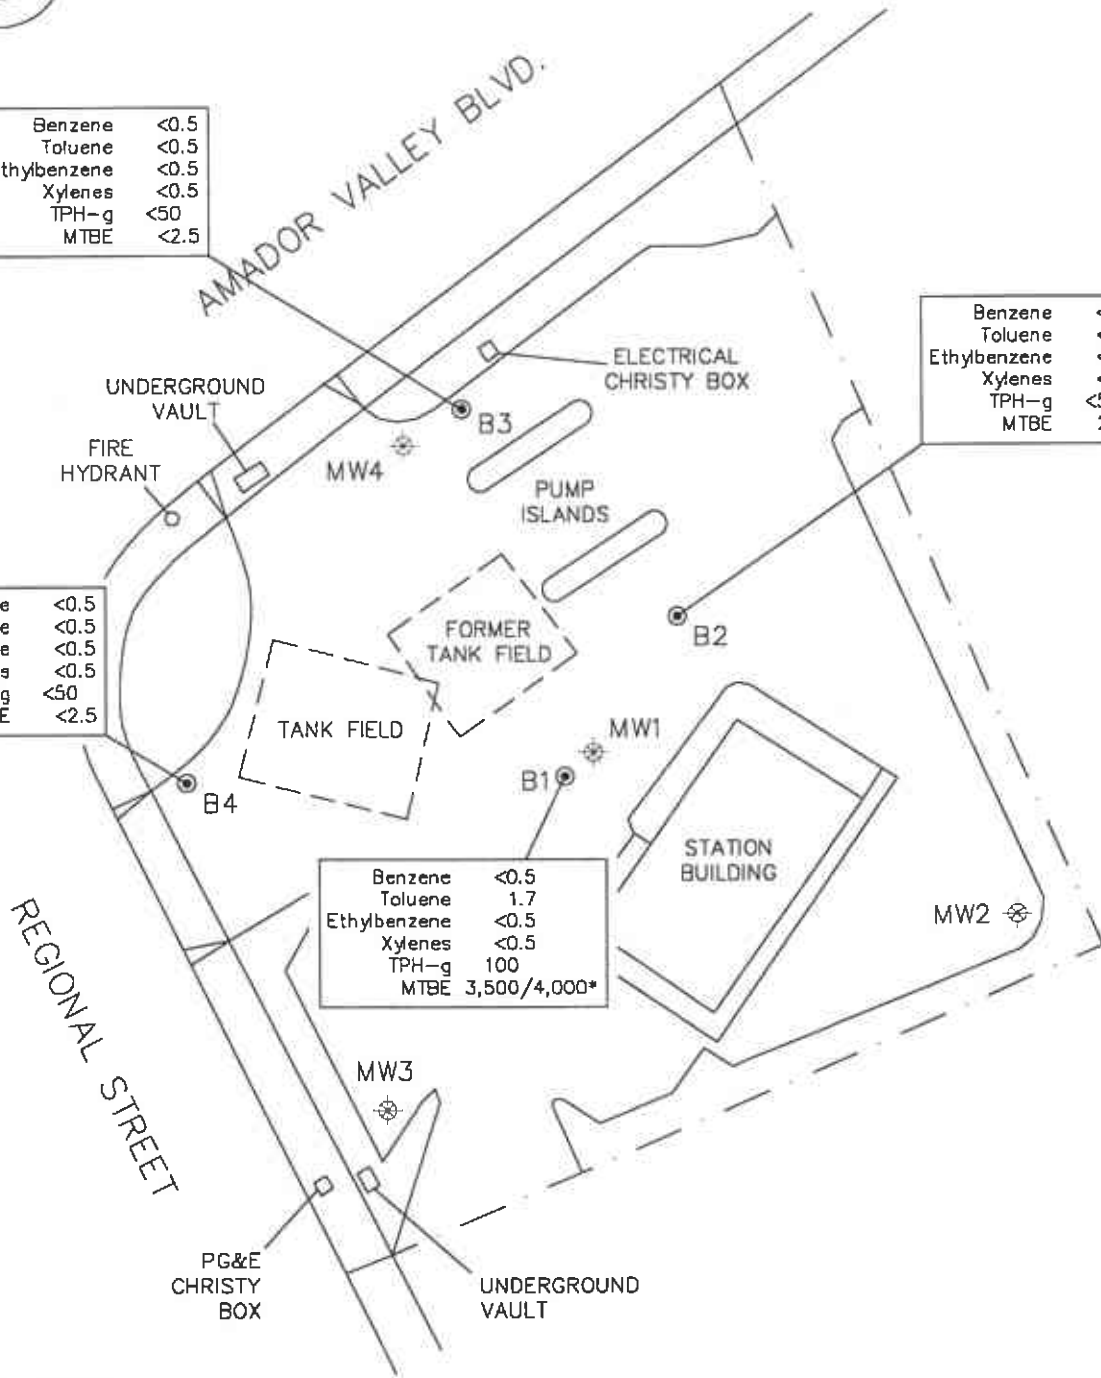 AMADOR VALLEY BLVD.
Benzene <0.5
Toluene <0.5
thylbenzene <0.5
Xylenes <0.5
TPH-g <50
MTBE <2.5
Benzene <
Toluene <
Ethylbenzene <
Xylenes <
TPH-g <5
MTBE
ELECTRICAL
CHRISTY BOX
UNDERGROUND
VAULT
B3
FIRE
HYDRANT
MW4
PUMP
ISLANDS
e <0.5
e <0.5
e <0.5
s <0.5
g <50
E <2.5
FORMER
TANK FIELD
B2
TANK FIELD
MW1
B1
B4
STATION
BUILDING
Benzene <0.5
Toluene 1.7
Ethylbenzene <0.5
Xylenes <0.5
TPH-g 100
MTBE 3,500/4,000*
MW2
REGIONAL STREET
MW3
PG&E
CHRISTY
BOX
UNDERGROUND
VAULT